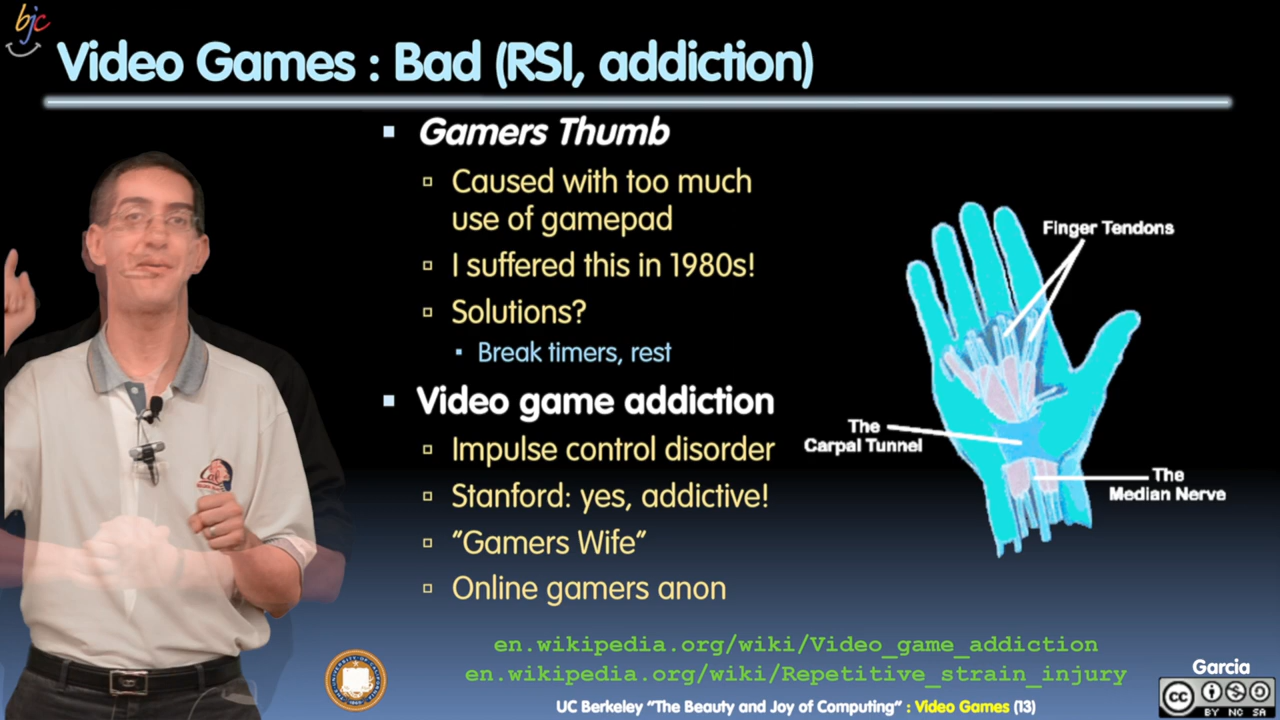 bjc
Video Games : Bad (RSI, addiction)
Gamers Thumb
Caused with too much
use of gamepad
I suffered this in 1980s!
Solutions?
Break timers, rest
Video game addiction
Impulse control disorder
Stanford: yes, addictive!
"Gamers Wife"
Online gamers anon
Finger Tendons
The
Carpal Tunnel
The
Median Nerve
en.wikipedia.org/wiki/Video_game_addiction
en.wikipedia.org/wiki/Repetitive_strain_injury
UC Berkeley "The Beauty and Joy of Computing" : Video Games (13)
Garcia
cc
BY NC SA